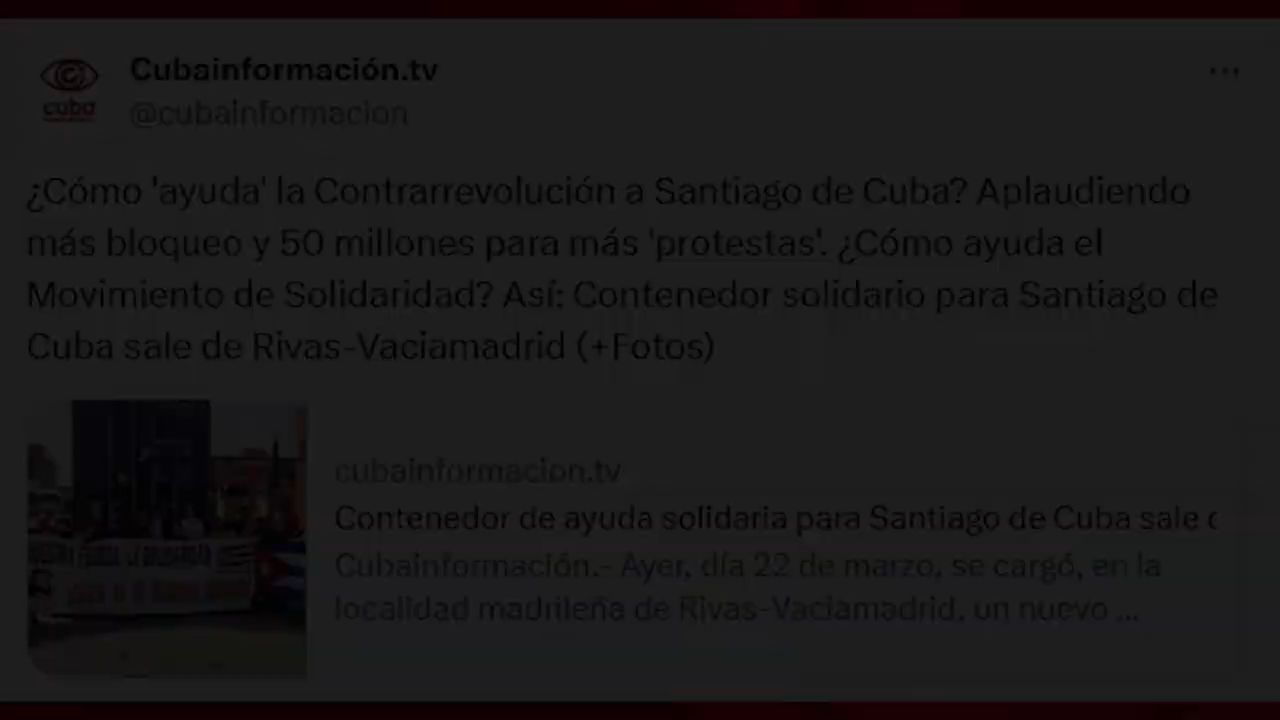 Cubainformación.tv
cuba
@cubainformacion
¿Cómo 'ayuda' la Contrarrevolución a Santiago de Cuba? Aplaudiendo
más bloqueo y 50 millones para más 'protestas'. ¿Cómo ayuda el
Movimiento de Solidaridad? Así: Contenedor solidario para Santiago de
Cuba sale de Rivas-Vaciamadrid (+Fotos)
cubainformacion.tv
Contenedor de ayuda solidaria para Santiago de Cuba sale
Cubainformación.- Ayer, día 22 de marzo, se cargó, en la
localidad madrileña de Rivas-Vaciamadrid, un nuevo ...